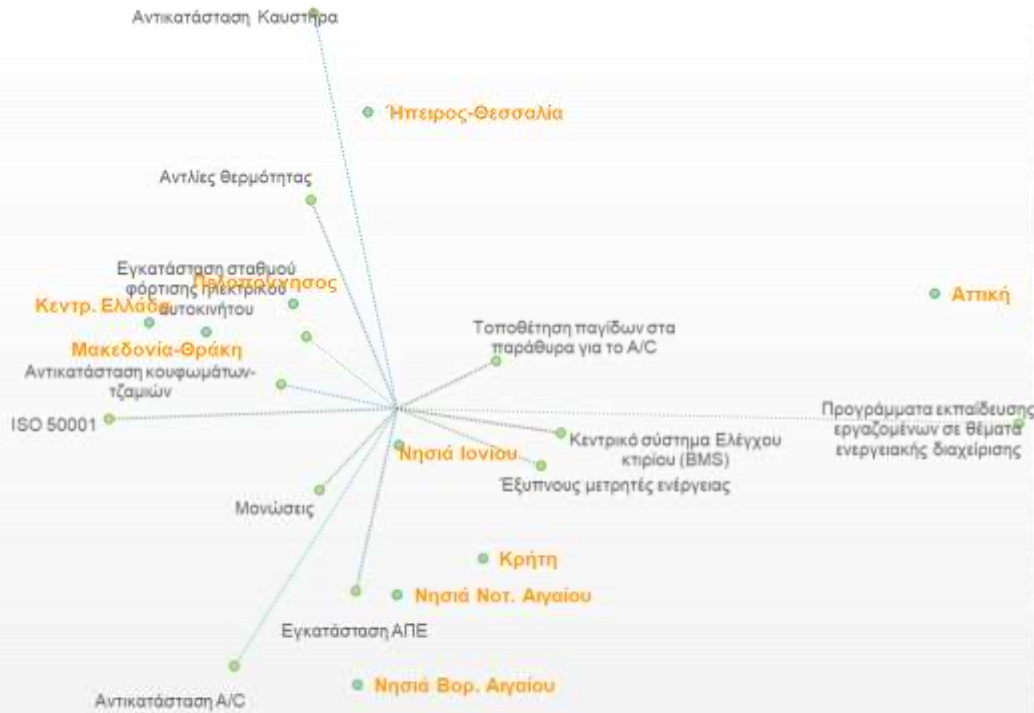 Αντικατάσταση Καυστήρα
Ήπειρος-Θεσσαλία
Αντλίες θερμότητας
Εγκατάσταση σταθμού
φόρτισης ηλεκτρικού
αυτοκινήτου
Πελοπόννησος
Κεντρ. Ελλάδα
Αττική
Μακεδονία-Θράκη
Τοποθέτηση παγίδων στα
παράθυρα για το A/C
Αντικατάσταση κουφωμάτων-
τζαμιών
ISO 50001
Προγράμματα εκπαίδευσης
εργαζομένων σε θέματα
ενεργειακής διαχείρισης
Κεντρικό σύστημα Ελέγχου
κτιρίου (BMS)
Νησιά Ιονίου
Έξυπνους μετρητές ενέργειας
Μονώσεις
Κρήτη
Νησιά Νοτ. Αιγαίου
Εγκατάσταση ΑΠΕ
Νησιά Βορ. Αιγαίου
Αντικατάσταση A/C